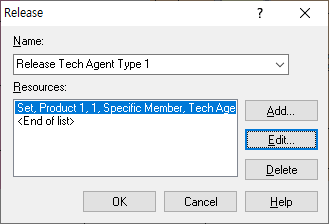 Release
?
Name:
Release Tech Agent Type 1
Resources:
Set, Product 1, 1, Specific Member, Tech Age
<End of list>
Add...
Edit...
Delete
OK
Cancel
Help